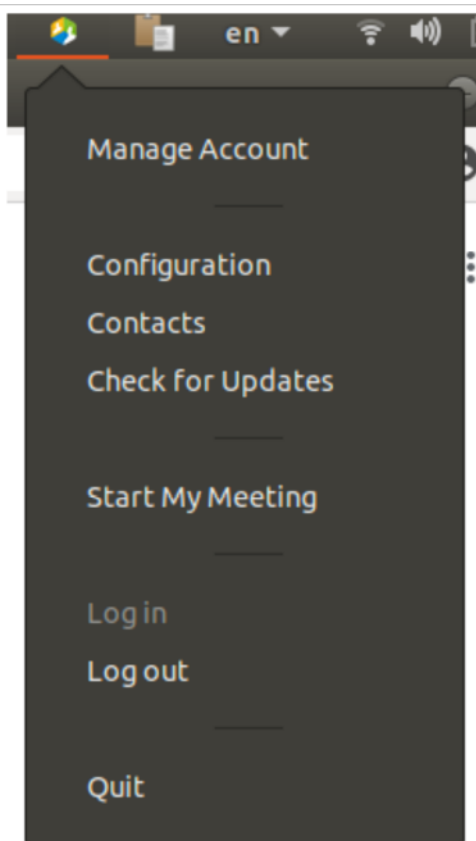 en
Manage Account
Configuration
Contacts
Check for Updates
Start My Meeting
Log in
Log out
Quit